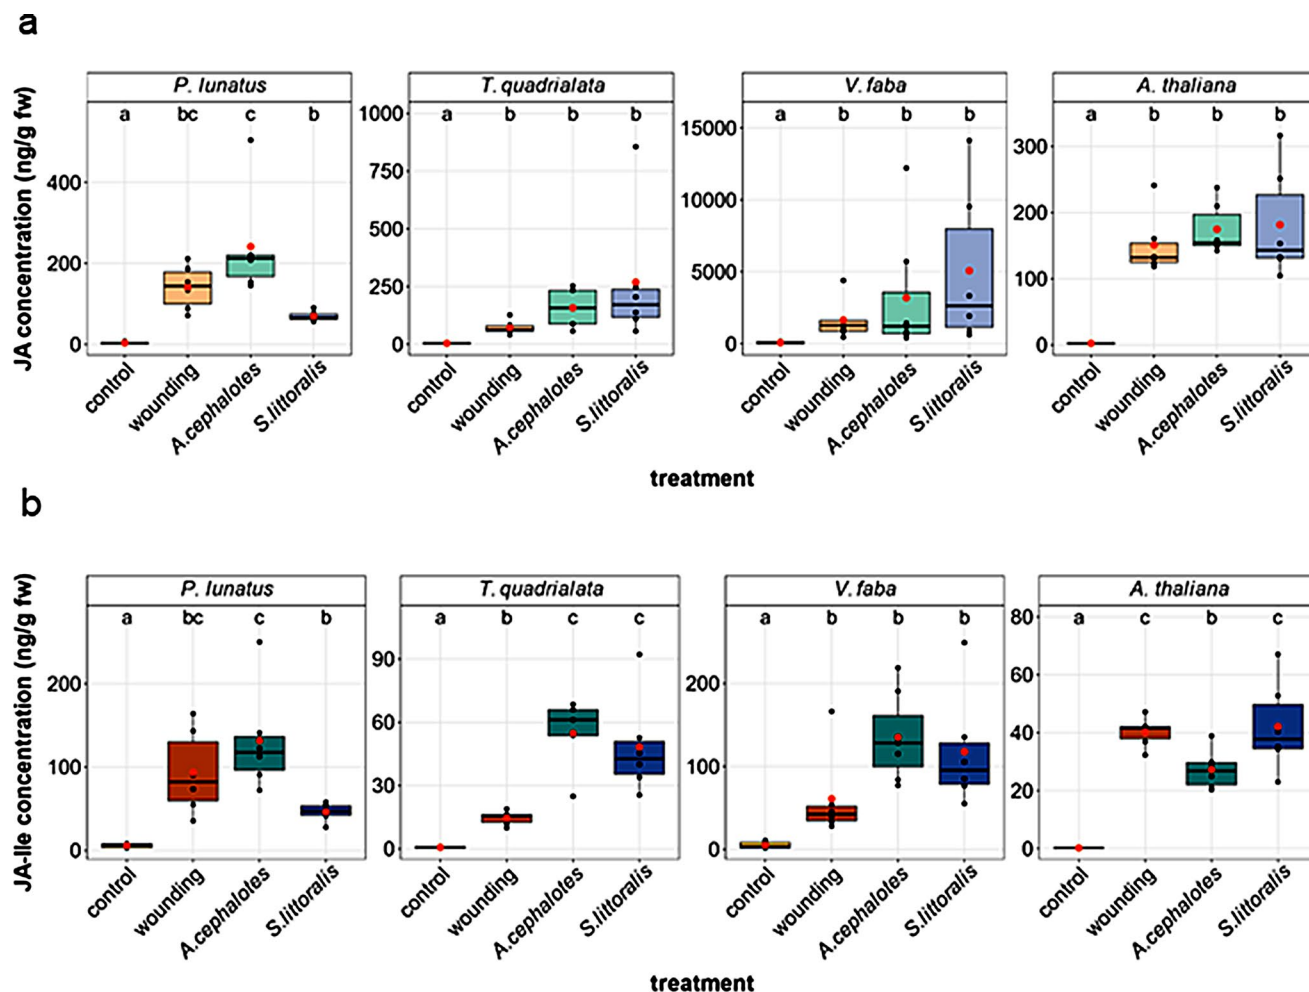 a
P. lunatus T. quadrialata V. faba A. thaliana
a bc c b a b b b a b b b a b b b
JA concentration (ng/g fw)
400
200
0
1000
750
500
250
0
15000
10000
5000
0
300
200
100
0
control wounding A.cephalotes S.littoralis control wounding A.cephalotes S.littoralis control wounding A.cephalotes S.littoralis control wounding A.cephalotes S.littoralis
treatment
b
P. lunatus T. quadrialata V. faba A. thaliana
a bc c b a b c c a b b b a c b c
JA-Ile concentration (ng/g fw)
200
100
0
90
60
30
0
200
100
0
80
60
40
20
0
control wounding A.cephalotes S.littoralis control wounding A.cephalotes S.littoralis control wounding A.cephalotes S.littoralis control wounding A.cephalotes S.littoralis
treatment